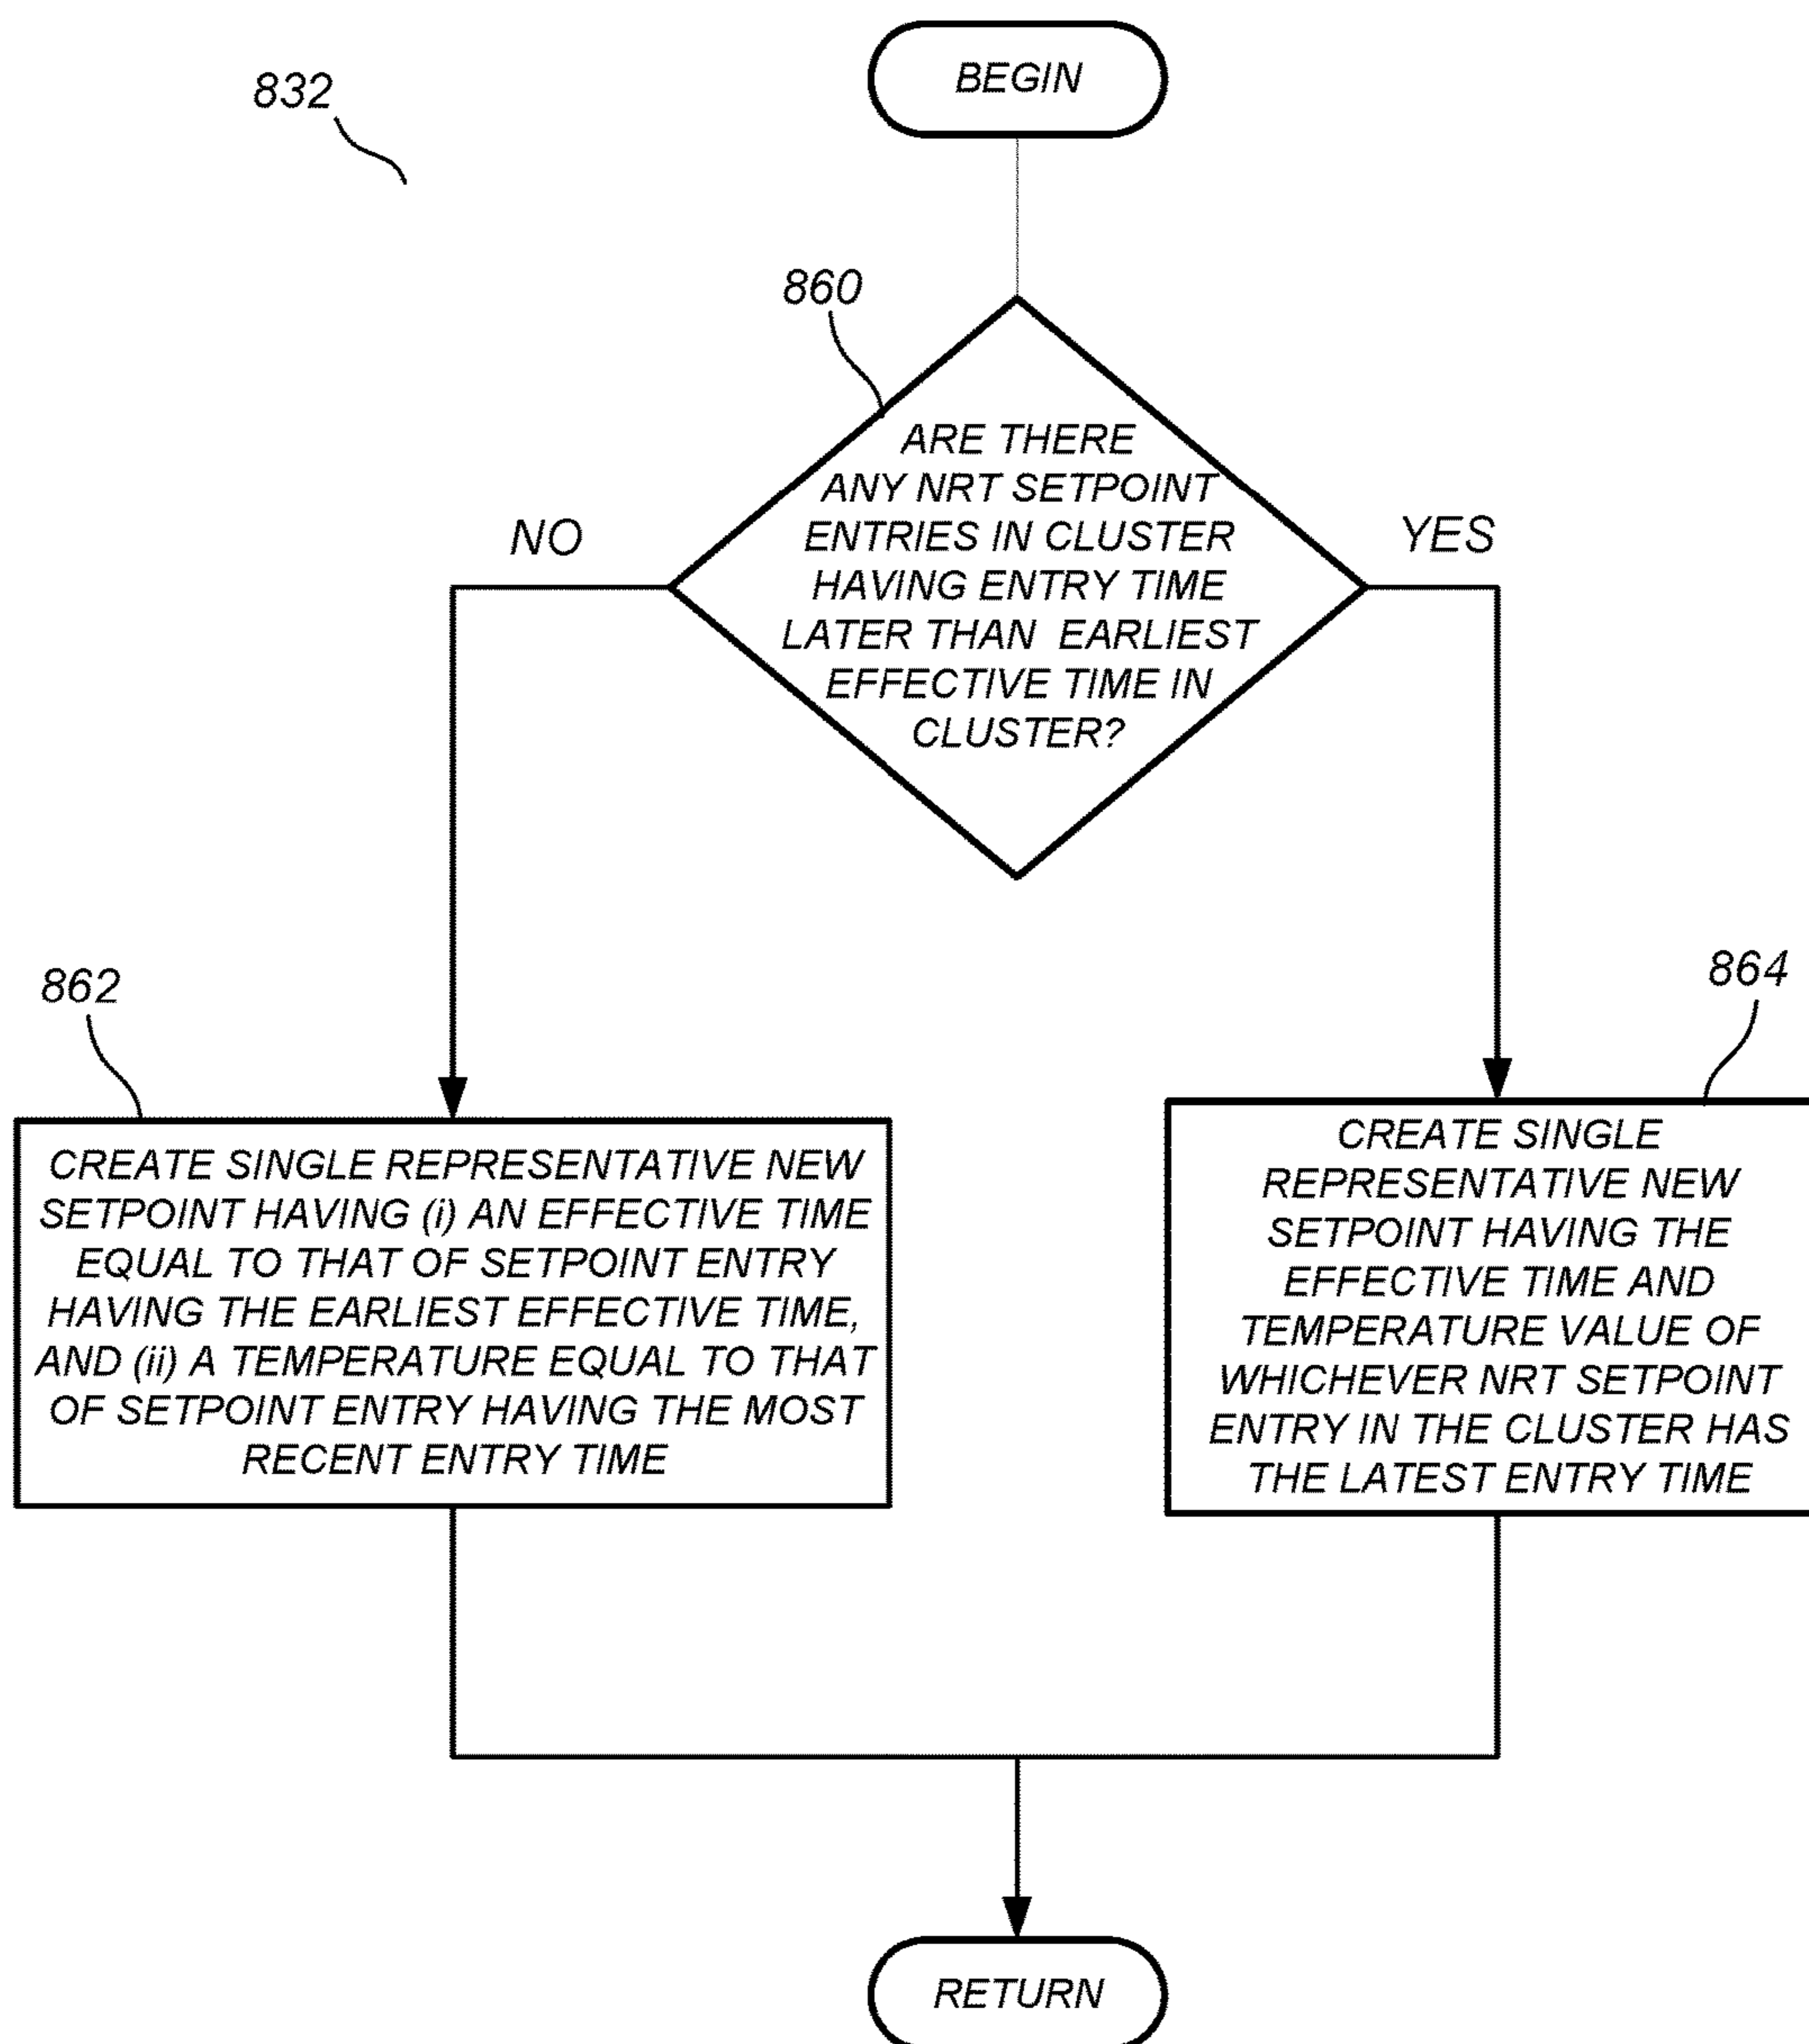 BEGIN
832
860
ARE THERE
ANY NRT SETPOINT
ENTRIES IN CLUSTER
HAVING ENTRY TIME
LATER THAN EARLIEST
EFFECTIVE TIME IN
CLUSTER?
NO
YES
862
864
CREATE SINGLE REPRESENTATIVE NEW
SETPOINT HAVING (i) AN EFFECTIVE TIME
EQUAL TO THAT OF SETPOINT ENTRY
HAVING THE EARLIEST EFFECTIVE TIME,
AND (ii) A TEMPERATURE EQUAL TO THAT
OF SETPOINT ENTRY HAVING THE MOST
RECENT ENTRY TIME
CREATE SINGLE
REPRESENTATIVE NEW
SETPOINT HAVING THE
EFFECTIVE TIME AND
TEMPERATURE VALUE OF
WHICHEVER NRT SETPOINT
ENTRY IN THE CLUSTER HAS
THE LATEST ENTRY TIME
RETURN